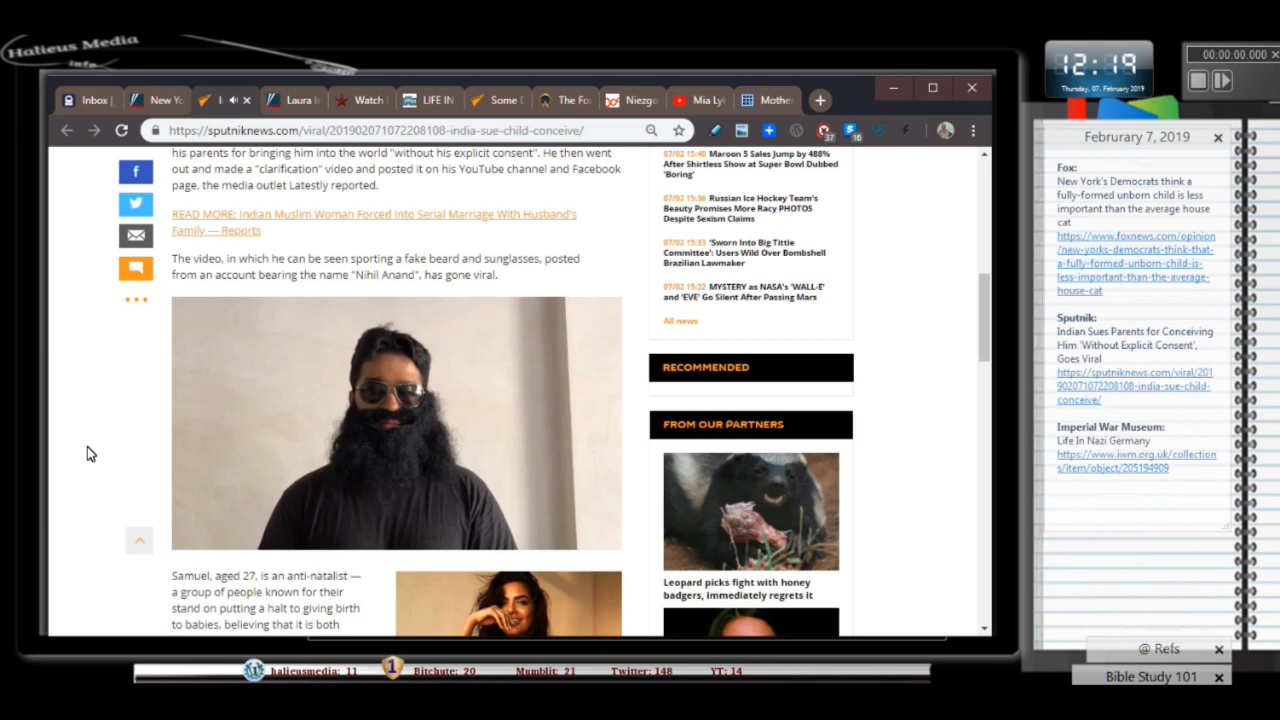 Halieus Media
info
Inbox |
New Yo
I
Laura In
Watch
LIFE IN
Some D
The Fo
Niezgo
Mia Ly
Mothe
https://sputniknews.com/viral/201902071072208108-india-sue-child-conceive/
37
16
his parents for bringing him into the world "without his explicit consent". He then went
out and made a "clarification" video and posted it on his YouTube channel and Facebook
page, the media outlet Latestly reported.
READ MORE: Indian Muslim Woman Forced Into Serial Marriage With Husband's
Family — Reports
The video, in which he can be seen sporting a fake beard and sunglasses, posted
from an account bearing the name "Nihil Anand", has gone viral.
Samuel, aged 27, is an anti-natalist —
a group of people known for their
stand on putting a halt to giving birth
to babies, believing that it is both
07/02 15:40 Maroon 5 Sales Jump by 488%
After Shirtless Show at Super Bowl Dubbed
'Boring'
07/02 15:36 Russian Ice Hockey Team's
Beauty Promises More Racy PHOTOS
Despite Sexism Claims
07/02 15:33 'Sworn Into Big Tittie
Committee': Users Wild Over Bombshell
Brazilian Lawmaker
07/02 15:22 MYSTERY as NASA's 'WALL-E'
and 'EVE' Go Silent After Passing Mars
All news
RECOMMENDED
FROM OUR PARTNERS
Leopard picks fight with honey
badgers, immediately regrets it
12:19
Thursday, 07. February 2019
00:00:00.000
Februrary 7, 2019
Fox:
New York's Democrats think a
fully-formed unborn child is less
important than the average house
cat
https://www.foxnews.com/opinion
/new-yorks-democrats-think-that-
a-fully-formed-unborn-child-is-
less-important-than-the-average-
house-cat
Sputnik:
Indian Sues Parents for Conceiving
Him 'Without Explicit Consent',
Goes Viral
https://sputniknews.com/viral/201
902071072208108-india-sue-child-
conceive/
Imperial War Museum:
Life In Nazi Germany
https://www.iwm.org.uk/collection
s/item/object/205194909
@ Refs
Bible Study 101
halieusmedia: 11
1
Bitchute: 20
Mumblit: 21
Twitter: 148
YT: 14